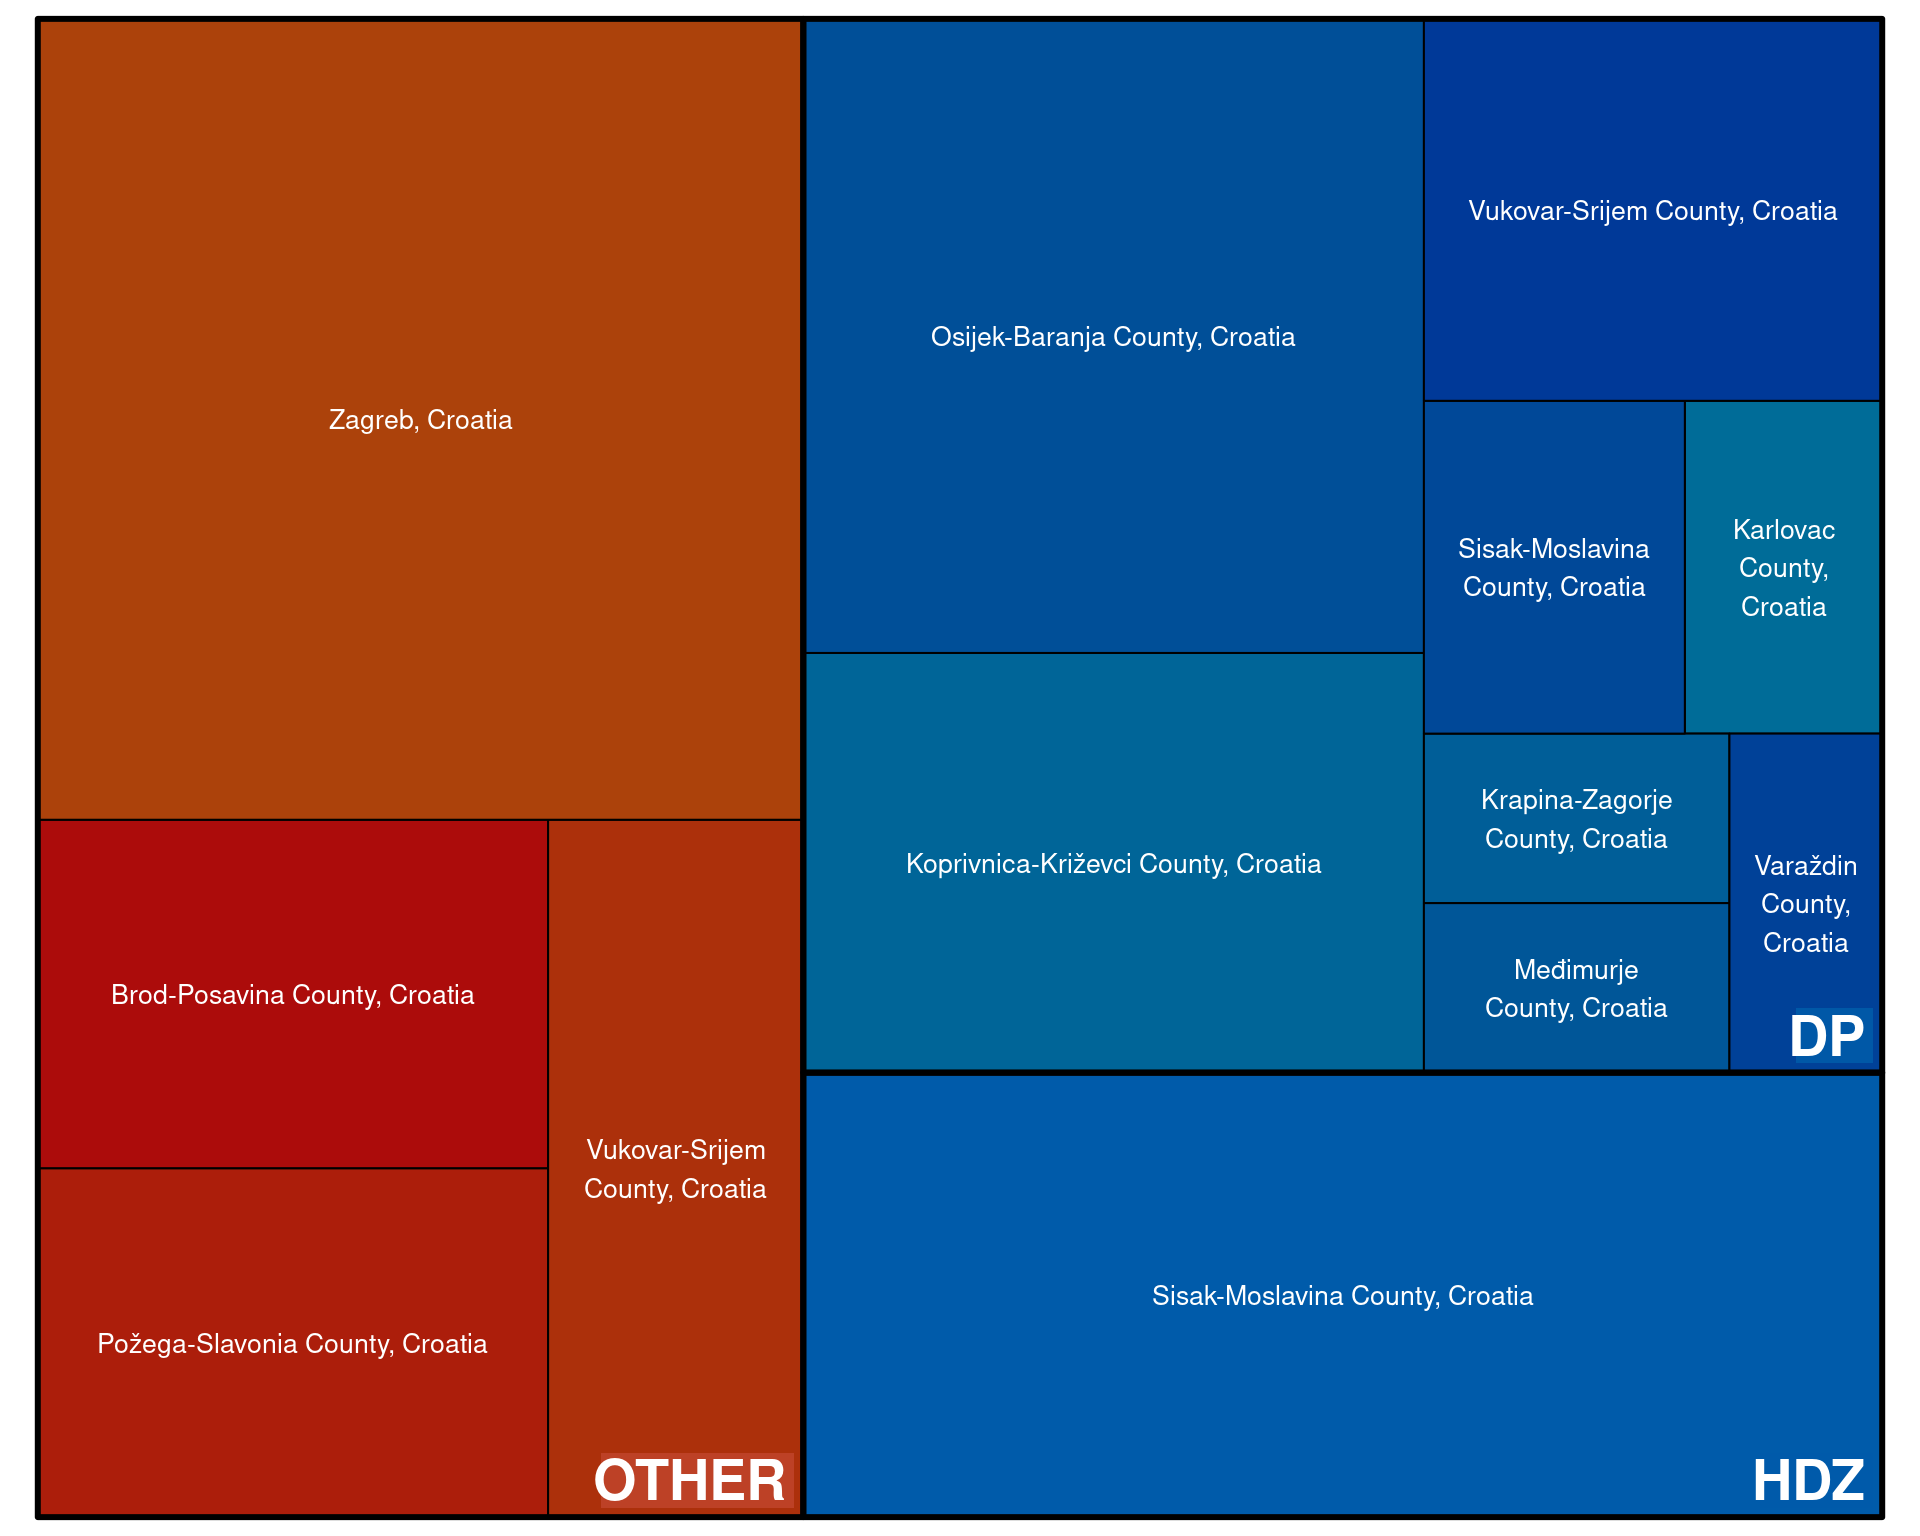 Zagreb, Croatia
Brod-Posavina County, Croatia
Požega-Slavonia County, Croatia
Vukovar-Srijem
County, Croatia
OTHER
Osijek-Baranja County, Croatia
Koprivnica-Križevci County, Croatia
Vukovar-Srijem County, Croatia
Sisak-Moslavina
County, Croatia
Karlovac
County,
Croatia
Krapina-Zagorje
County, Croatia
Međimurje
County, Croatia
Varaždin
County,
Croatia
DP
Sisak-Moslavina County, Croatia
HDZ